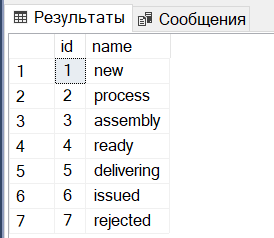 Результаты Сообщения
id name
1 1 new
2 2 process
3 3 assembly
4 4 ready
5 5 delivering
6 6 issued
7 7 rejected